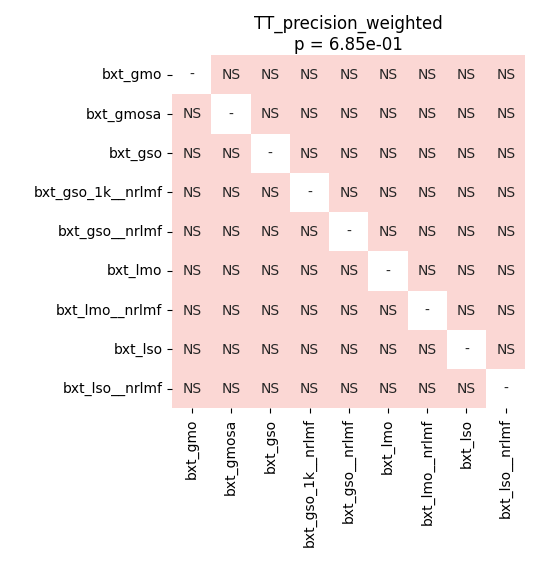 TT_precision_weighted
p = 6.85e-01
bxt_gmo - NS NS NS NS NS NS NS NS
bxt_gmosa NS - NS NS NS NS NS NS NS
bxt_gso NS NS - NS NS NS NS NS NS
bxt_gso_1k__nrlmf NS NS NS - NS NS NS NS NS
bxt_gso__nrlmf NS NS NS NS - NS NS NS NS
bxt_lmo NS NS NS NS NS - NS NS NS
bxt_lmo__nrlmf NS NS NS NS NS NS - NS NS
bxt_lso NS NS NS NS NS NS NS - NS
bxt_lso__nrlmf NS NS NS NS NS NS NS NS -
bxt_gmo
bxt_gmosa
bxt_gso
bxt_gso_1k__nrlmf
bxt_gso__nrlmf
bxt_lmo
bxt_lmo__nrlmf
bxt_lso
bxt_lso__nrlmf